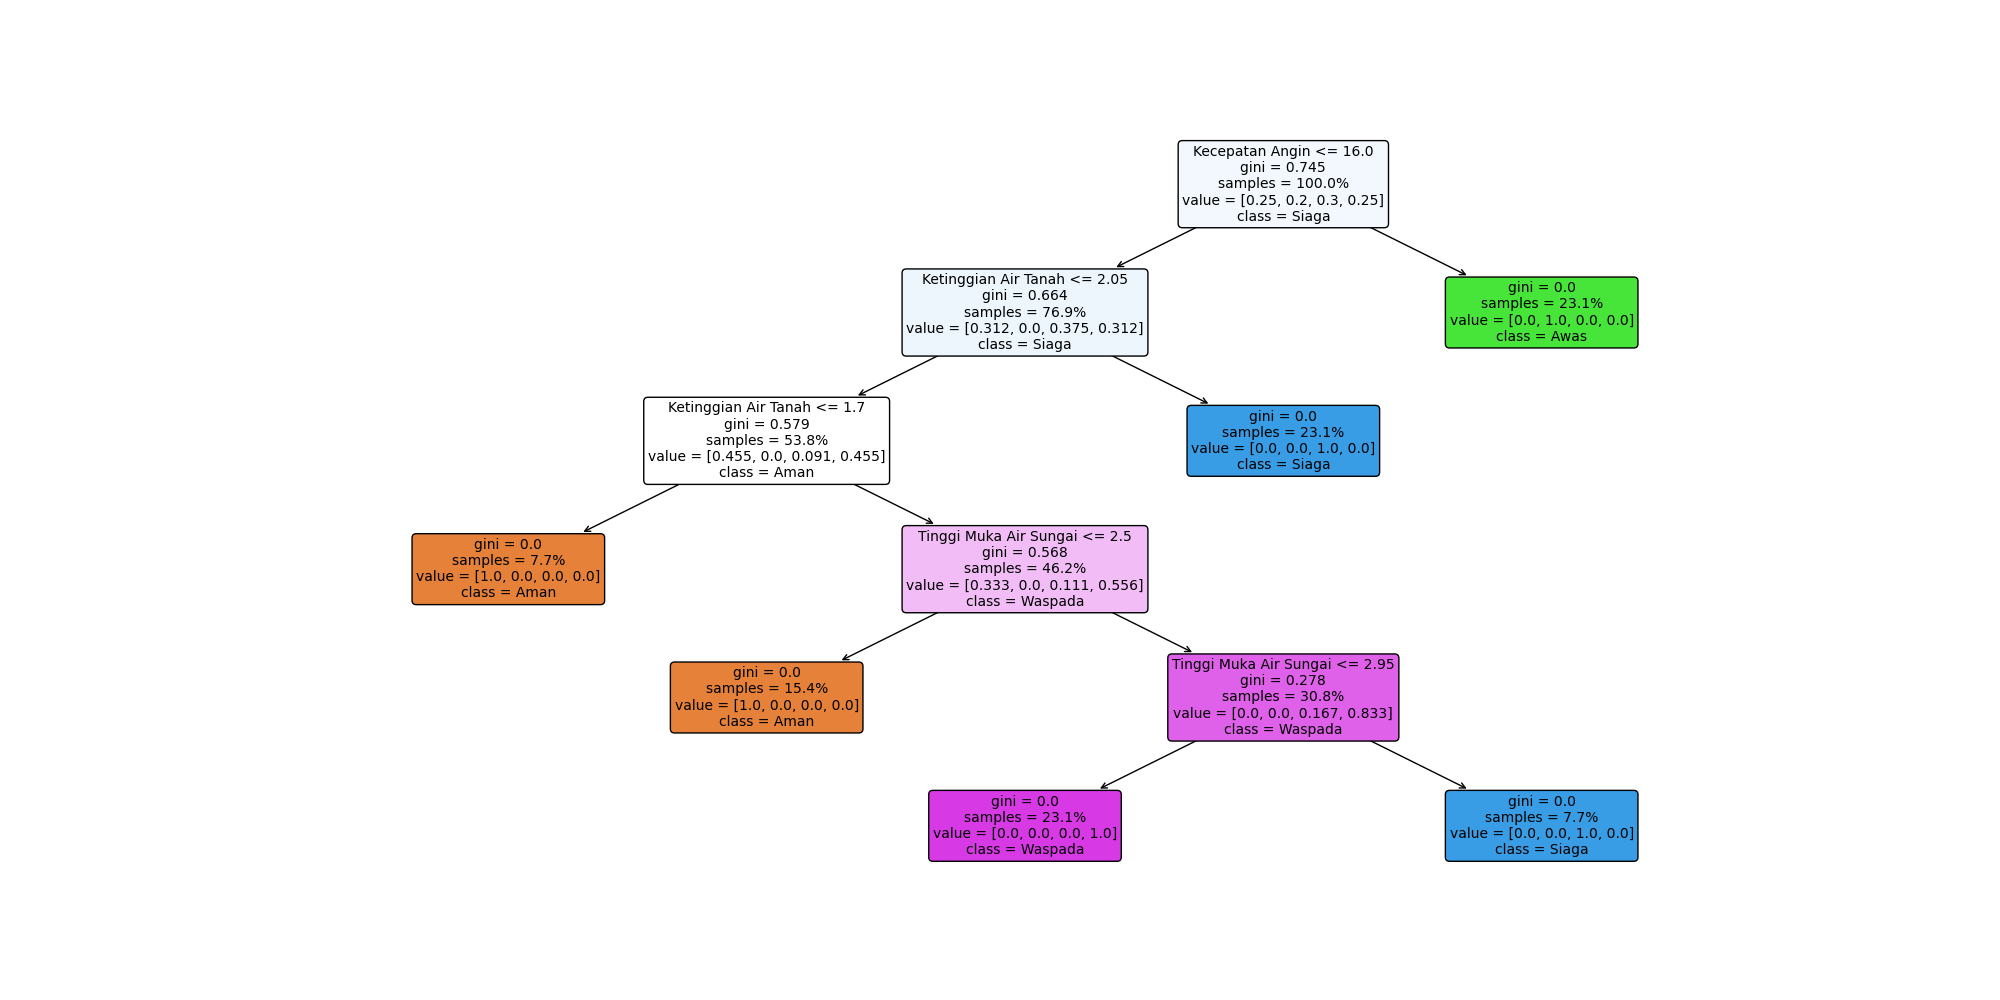 Kecepatan Angin <= 16.0
gini = 0.745
samples = 100.0%
value = [0.25, 0.2, 0.3, 0.25]
class = Siaga
Ketinggian Air Tanah <= 2.05
gini = 0.664
samples = 76.9%
value = [0.312, 0.0, 0.375, 0.312]
class = Siaga
gini = 0.0
samples = 23.1%
value = [0.0, 1.0, 0.0, 0.0]
class = Awas
Ketinggian Air Tanah <= 1.7
gini = 0.579
samples = 53.8%
value = [0.455, 0.0, 0.091, 0.455]
class = Aman
gini = 0.0
samples = 23.1%
value = [0.0, 0.0, 1.0, 0.0]
class = Siaga
gini = 0.0
samples = 7.7%
value = [1.0, 0.0, 0.0, 0.0]
class = Aman
Tinggi Muka Air Sungai <= 2.5
gini = 0.568
samples = 46.2%
value = [0.333, 0.0, 0.111, 0.556]
class = Waspada
gini = 0.0
samples = 15.4%
value = [1.0, 0.0, 0.0, 0.0]
class = Aman
Tinggi Muka Air Sungai <= 2.95
gini = 0.278
samples = 30.8%
value = [0.0, 0.0, 0.167, 0.833]
class = Waspada
gini = 0.0
samples = 23.1%
value = [0.0, 0.0, 0.0, 1.0]
class = Waspada
gini = 0.0
samples = 7.7%
value = [0.0, 0.0, 1.0, 0.0]
class = Siaga